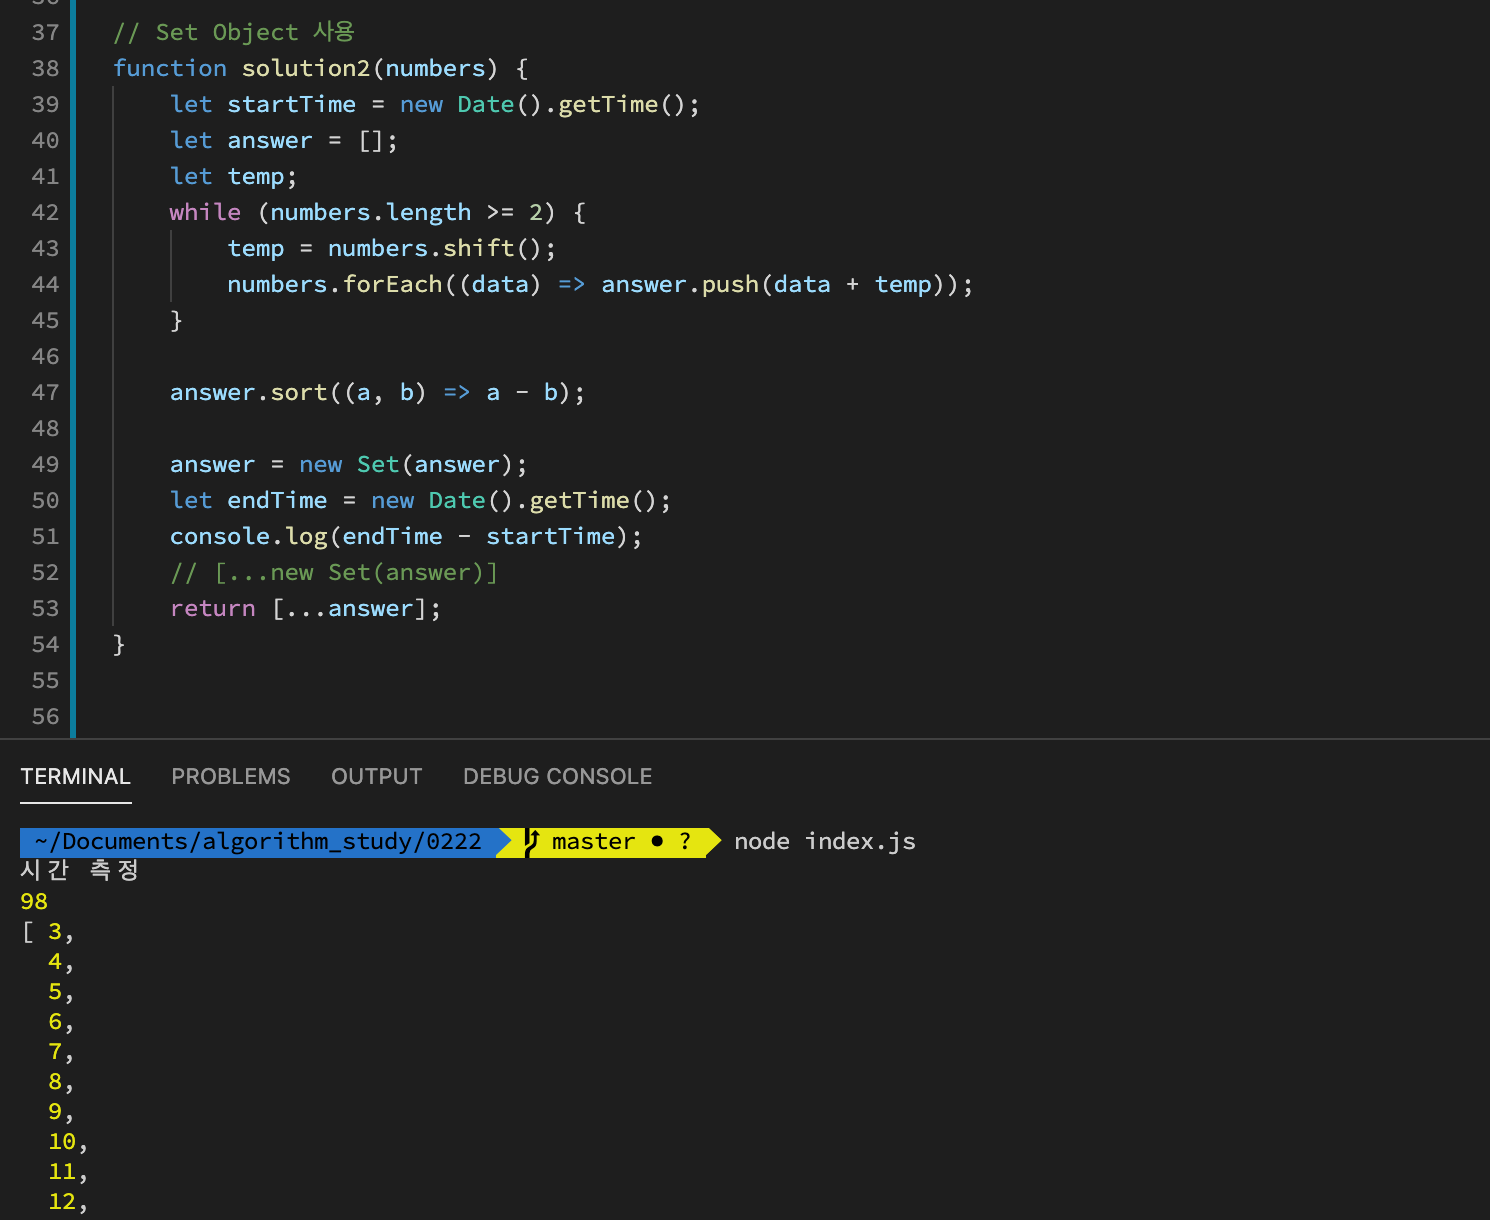 37 // Set Object 사용
38 function solution2(numbers) {
39 let startTime = new Date().getTime();
40 let answer = [];
41 let temp;
42 while (numbers.length >= 2) {
43 temp = numbers.shift();
44 numbers.forEach((data) => answer.push(data + temp));
45 }
46
47 answer.sort((a, b) => a - b);
48
49 answer = new Set(answer);
50 let endTime = new Date().getTime();
51 console.log(endTime - startTime);
52 // [...new Set(answer)]
53 return [...answer];
54 }
55
56
TERMINAL PROBLEMS OUTPUT DEBUG CONSOLE
~/Documents/algorithm_study/0222 master ● ? node index.js
시간 측정
98
[ 3,
4,
5,
6,
7,
8,
9,
10,
11,
12,